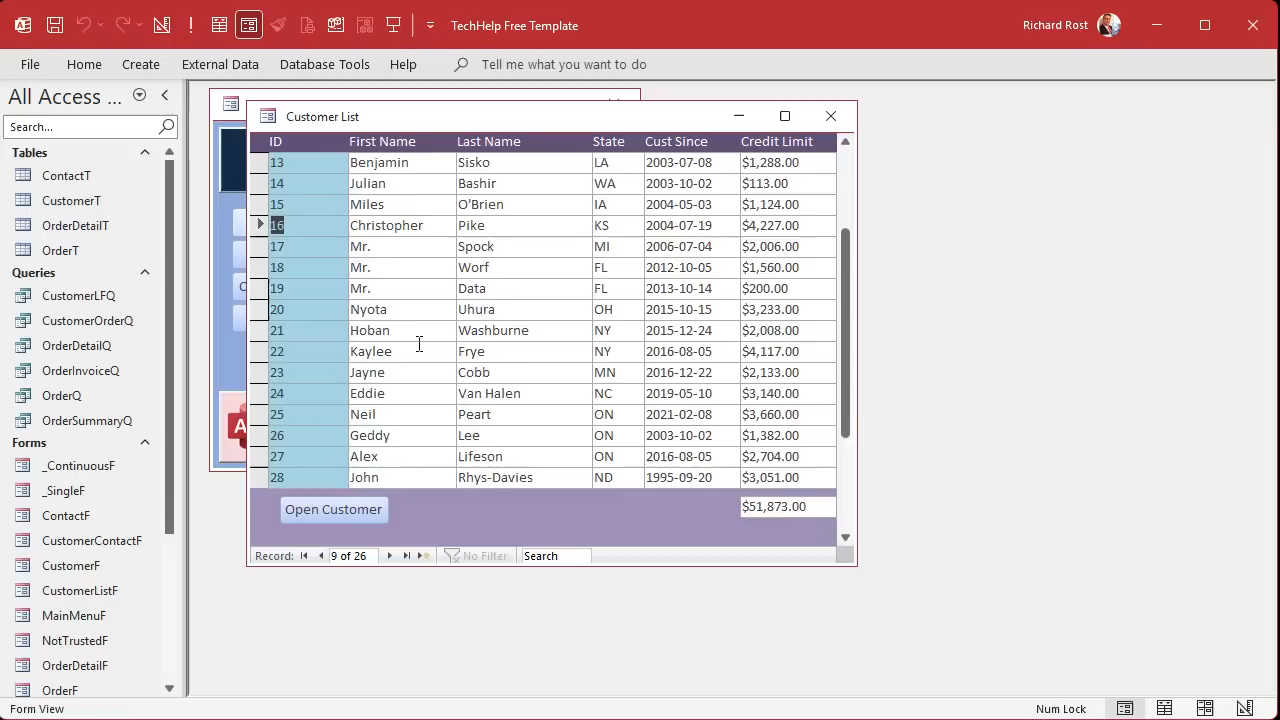 TechHelp Free Template
Richard Rost
File Home Create External Data Database Tools Help Tell me what you want to do
All Access ...
Search...
Tables
ContactT
CustomerT
OrderDetailT
OrderT
Queries
CustomerLFQ
CustomerOrderQ
OrderDetailQ
OrderInvoiceQ
OrderQ
OrderSummaryQ
Forms
_ContinuousF
_SingleF
ContactF
CustomerContactF
CustomerF
CustomerListF
MainMenuF
NotTrustedF
OrderDetailF
OrderF
Customer List
ID First Name Last Name State Cust Since Credit Limit
13 Benjamin Sisko LA 2003-07-08 $1,288.00
14 Julian Bashir WA 2003-10-02 $113.00
15 Miles O'Brien IA 2004-05-03 $1,124.00
16 Christopher Pike KS 2004-07-19 $4,227.00
17 Mr. Spock MI 2006-07-04 $2,006.00
18 Mr. Worf FL 2012-10-05 $1,560.00
19 Mr. Data FL 2013-10-14 $200.00
20 Nyota Uhura OH 2015-10-15 $3,233.00
21 Hoban Washburne NY 2015-12-24 $2,008.00
22 Kaylee Frye NY 2016-08-05 $4,117.00
23 Jayne Cobb MN 2016-12-22 $2,133.00
24 Eddie Van Halen NC 2019-05-10 $3,140.00
25 Neil Peart ON 2021-02-08 $3,660.00
26 Geddy Lee ON 2003-10-02 $1,382.00
27 Alex Lifeson ON 2016-08-05 $2,704.00
28 John Rhys-Davies ND 1995-09-20 $3,051.00
Open Customer $51,873.00
Record: 9 of 26 No Filter Search
Form View Num Lock